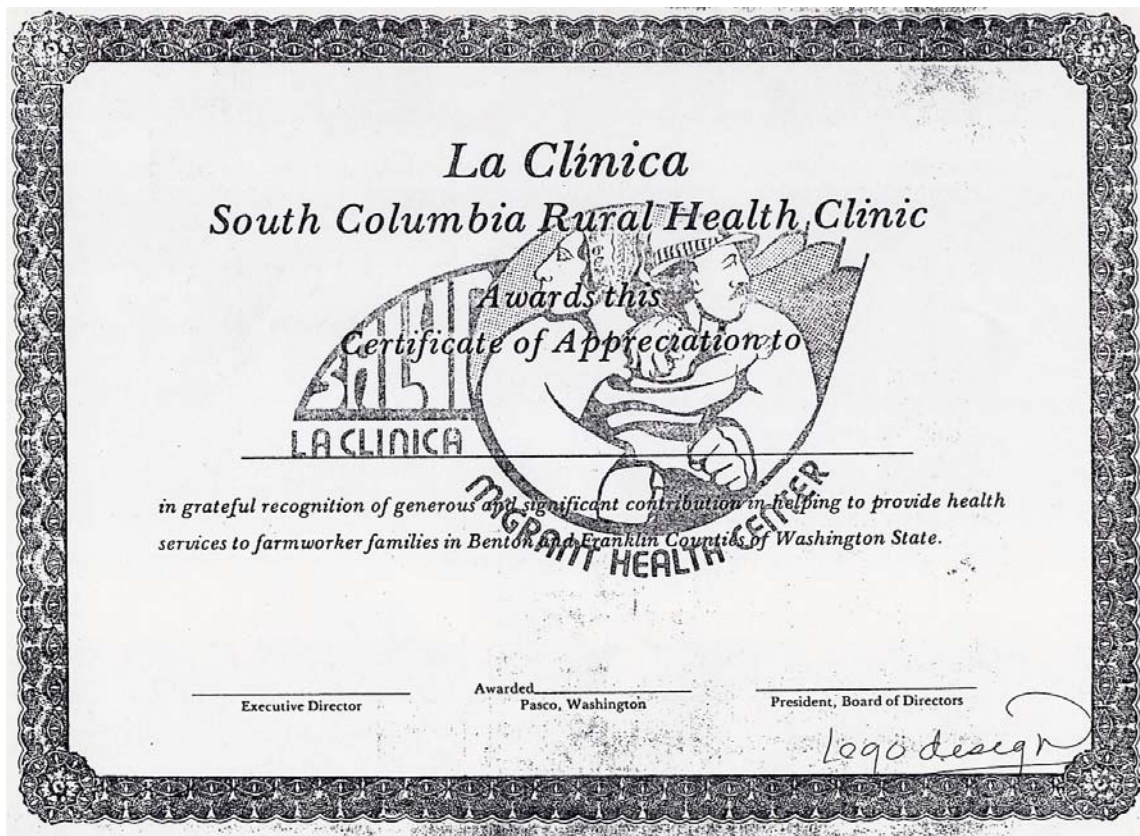 La Clínica
South Columbia Rural Health Clinic
Awards this
Certificate of Appreciation to
LA CLINICA
in grateful recognition of generous and significant contribution in helping to provide health
services to farmworker families in Benton and Franklin Counties of Washington State.
MIGRANT HEALTH CENTER
Executive Director
Awarded
Pasco, Washington
President, Board of Directors
Logo design